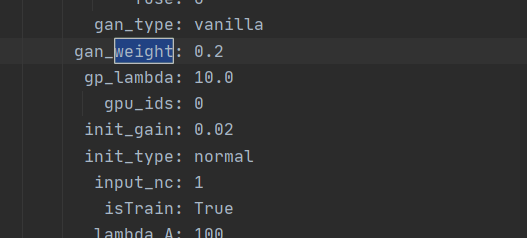 gan_type: vanilla
gan_weight: 0.2
gp_lambda: 10.0
gpu_ids: 0
init_gain: 0.02
init_type: normal
input_nc: 1
isTrain: True
lambda_A: 100